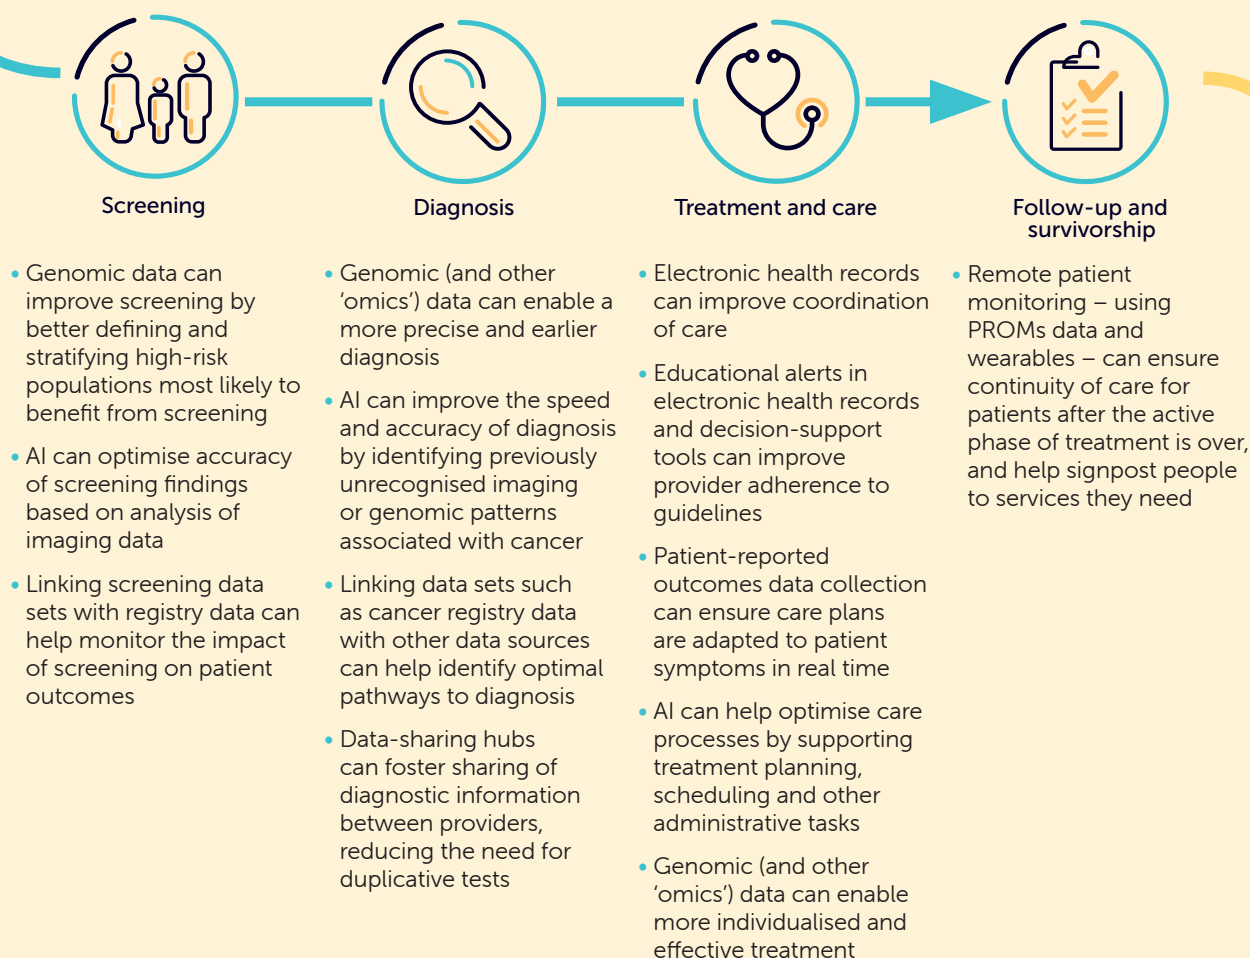 Screening
• Genomic data can
improve screening by
better defining and
stratifying high-risk
populations most likely to
benefit from screening
• AI can optimise accuracy
of screening findings
based on analysis of
imaging data
• Linking screening data
sets with registry data can
help monitor the impact
of screening on patient
outcomes
Diagnosis
• Genomic (and other
‘omics’) data can enable a
more precise and earlier
diagnosis
• AI can improve the speed
and accuracy of diagnosis
by identifying previously
unrecognised imaging
or genomic patterns
associated with cancer
• Linking data sets such
as cancer registry data
with other data sources
can help identify optimal
pathways to diagnosis
• Data-sharing hubs
can foster sharing of
diagnostic information
between providers,
reducing the need for
duplicative tests
Treatment and care
• Electronic health records
can improve coordination
of care
• Educational alerts in
electronic health records
and decision-support
tools can improve
provider adherence to
guidelines
• Patient-reported
outcomes data collection
can ensure care plans
are adapted to patient
symptoms in real time
• AI can help optimise care
processes by supporting
treatment planning,
scheduling and other
administrative tasks
• Genomic (and other
‘omics’) data can enable
more individualised and
effective treatment
Follow-up and
survivorship
• Remote patient
monitoring – using
PROMs data and
wearables – can ensure
continuity of care for
patients after the active
phase of treatment is over,
and help signpost people
to services they need